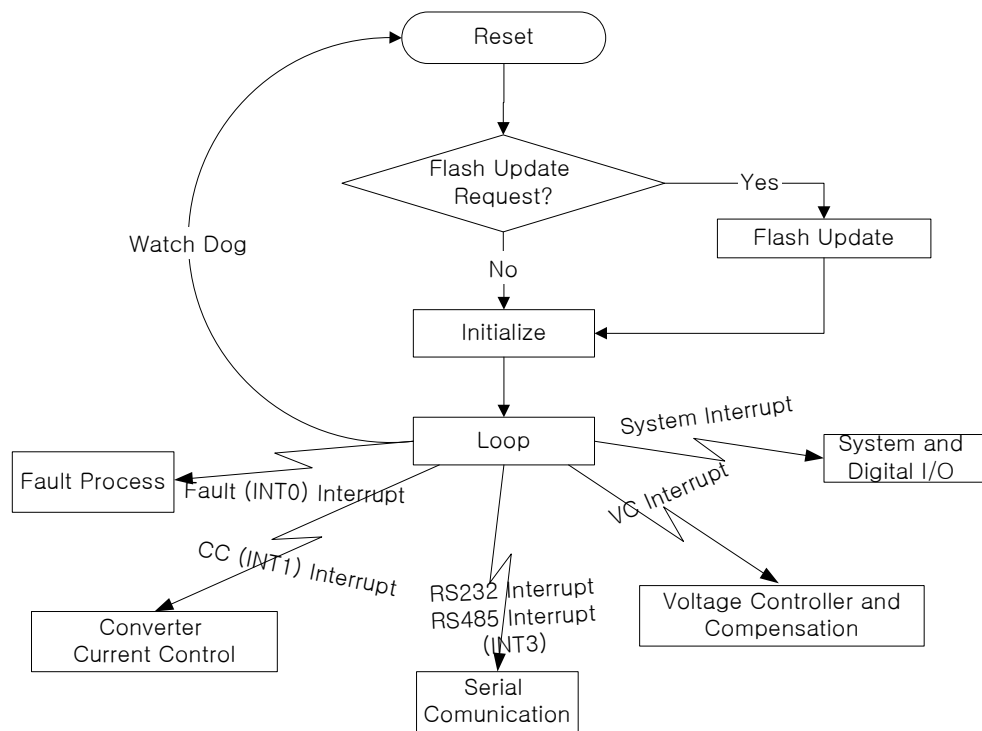 Reset
Flash Update
Request?
Yes
Flash Update
Watch Dog
No
Initialize
Loop
System Interrupt
System and
Digital I/O
Fault Process
Fault (INT0) Interrupt
VC Interrupt
CC (INT1) Interrupt
RS232 Interrupt
RS485 Interrupt
(INT3)
Voltage Controller and
Compensation
Converter
Current Control
Serial
Comunication